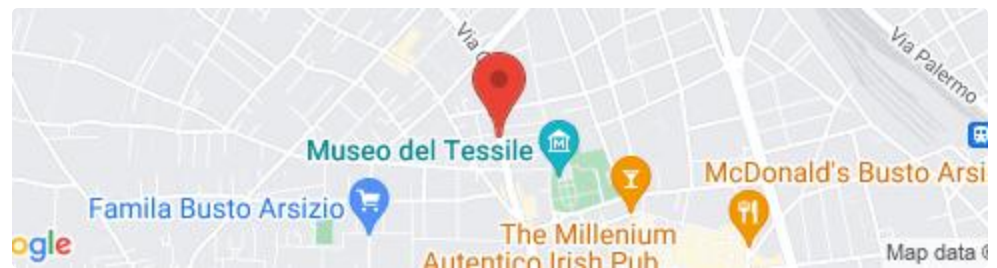 Via
Via Palermo
Museo del Tessile
McDonald's Busto Arsi
Famila Busto Arsizio
The Millenium
Autentico Irish Pub
ogle
Map data ©